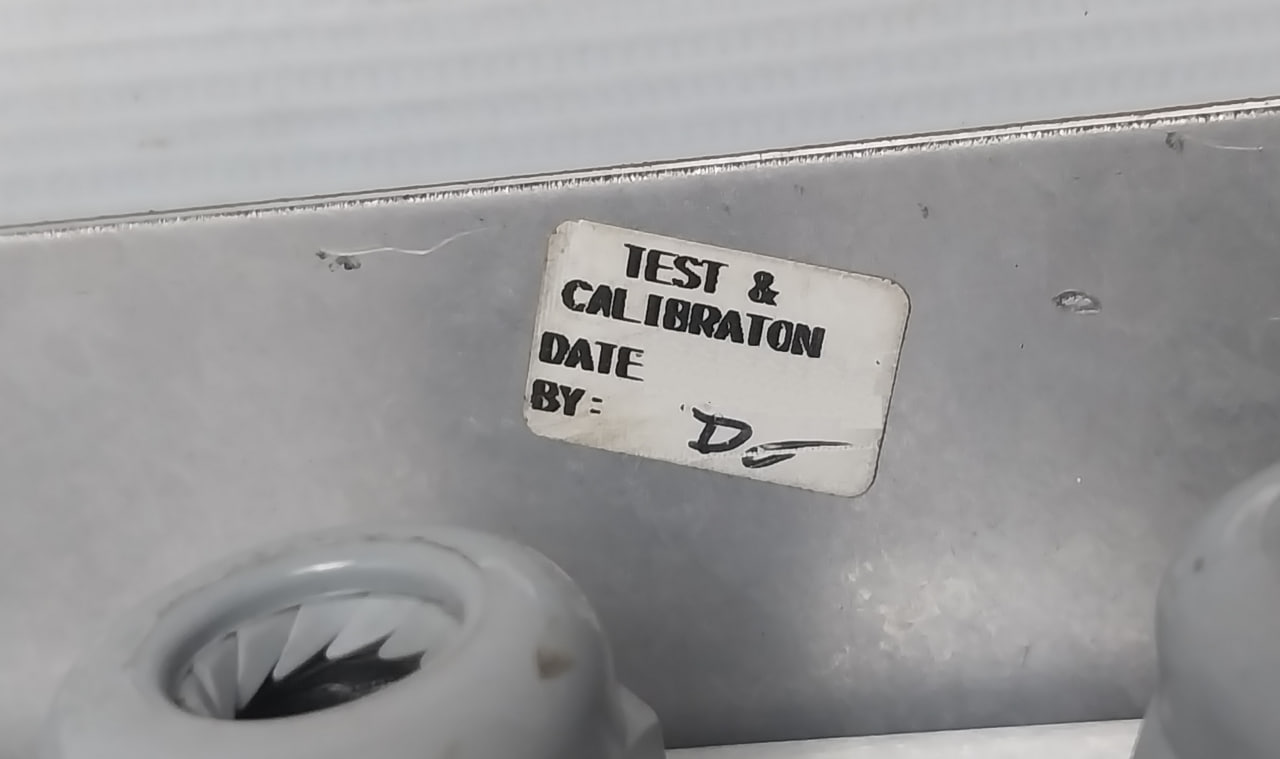 TEST &
CALIBRATON
DATE
BY: